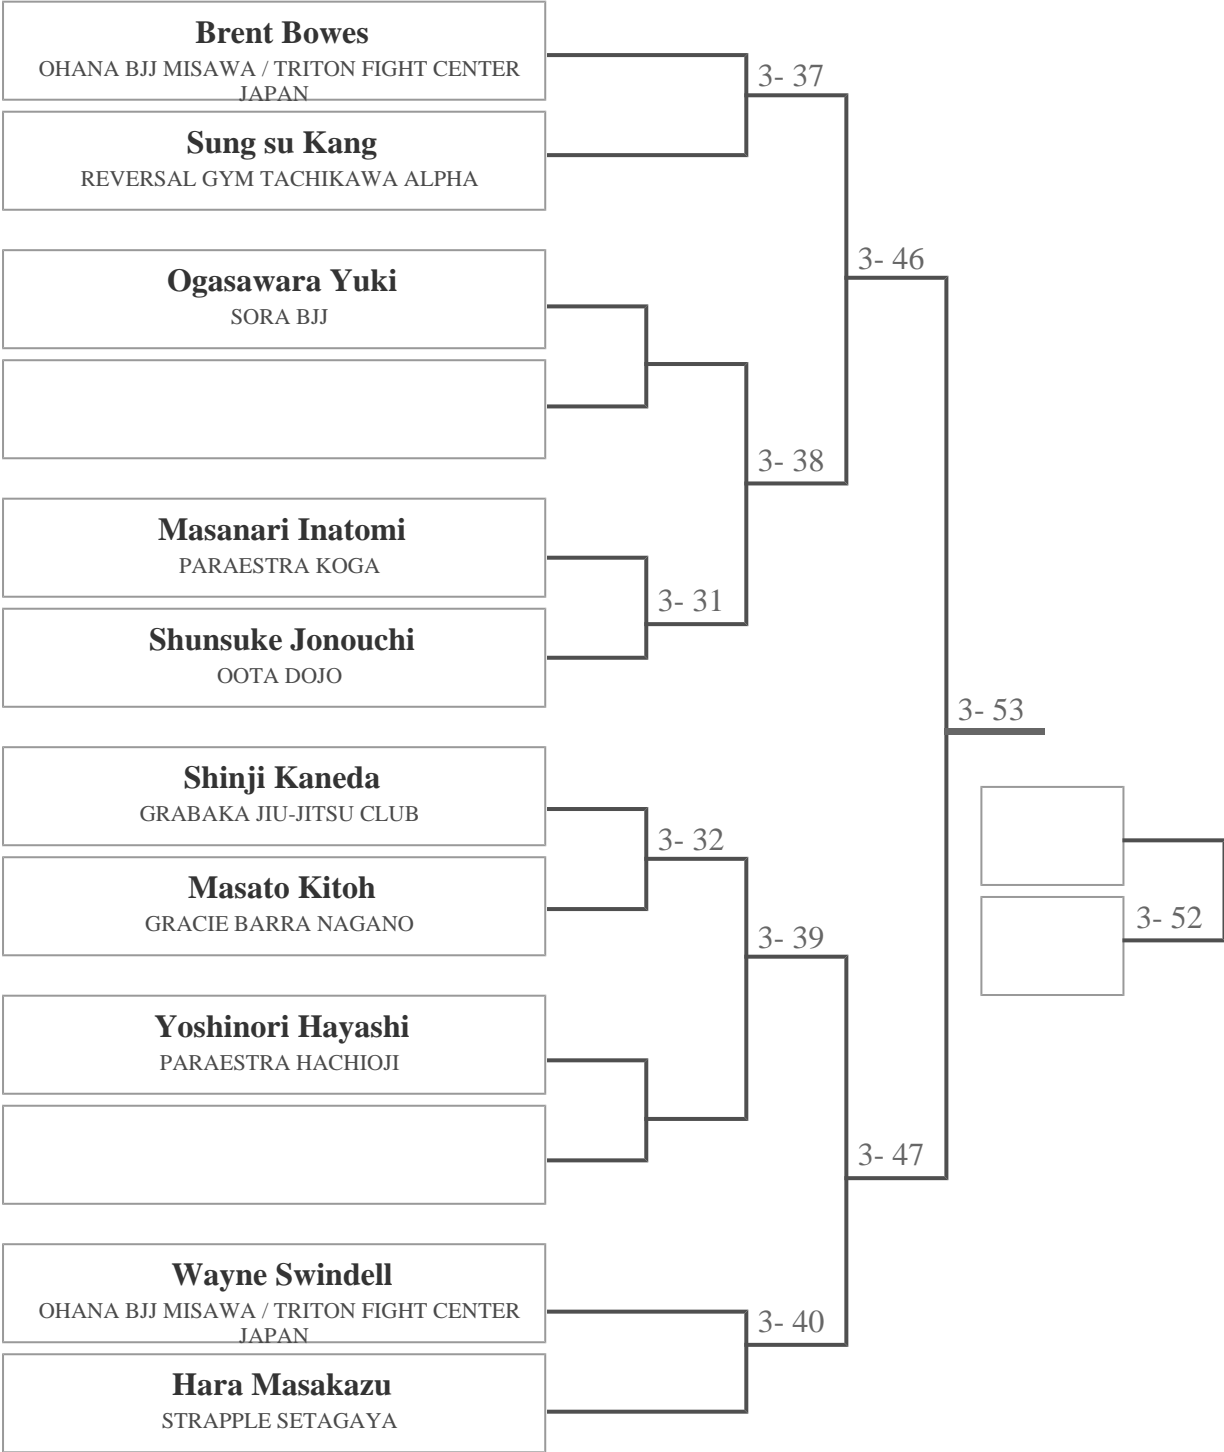 Brent Bowes
OHANA BJJ MISAWA / TRITON FIGHT CENTER
JAPAN
3- 37
Sung su Kang
REVERSAL GYM TACHIKAWA ALPHA
3- 46
Ogasawara Yuki
SORA BJJ
3- 38
Masanari Inatomi
PARAESTRA KOGA
3- 31
Shunsuke Jonouchi
OOTA DOJO
3- 53
Shinji Kaneda
GRABAKA JIU-JITSU CLUB
3- 32
Masato Kitoh
GRACIE BARRA NAGANO
3- 39
3- 52
Yoshinori Hayashi
PARAESTRA HACHIOJI
3- 47
Wayne Swindell
OHANA BJJ MISAWA / TRITON FIGHT CENTER
JAPAN
3- 40
Hara Masakazu
STRAPPLE SETAGAYA